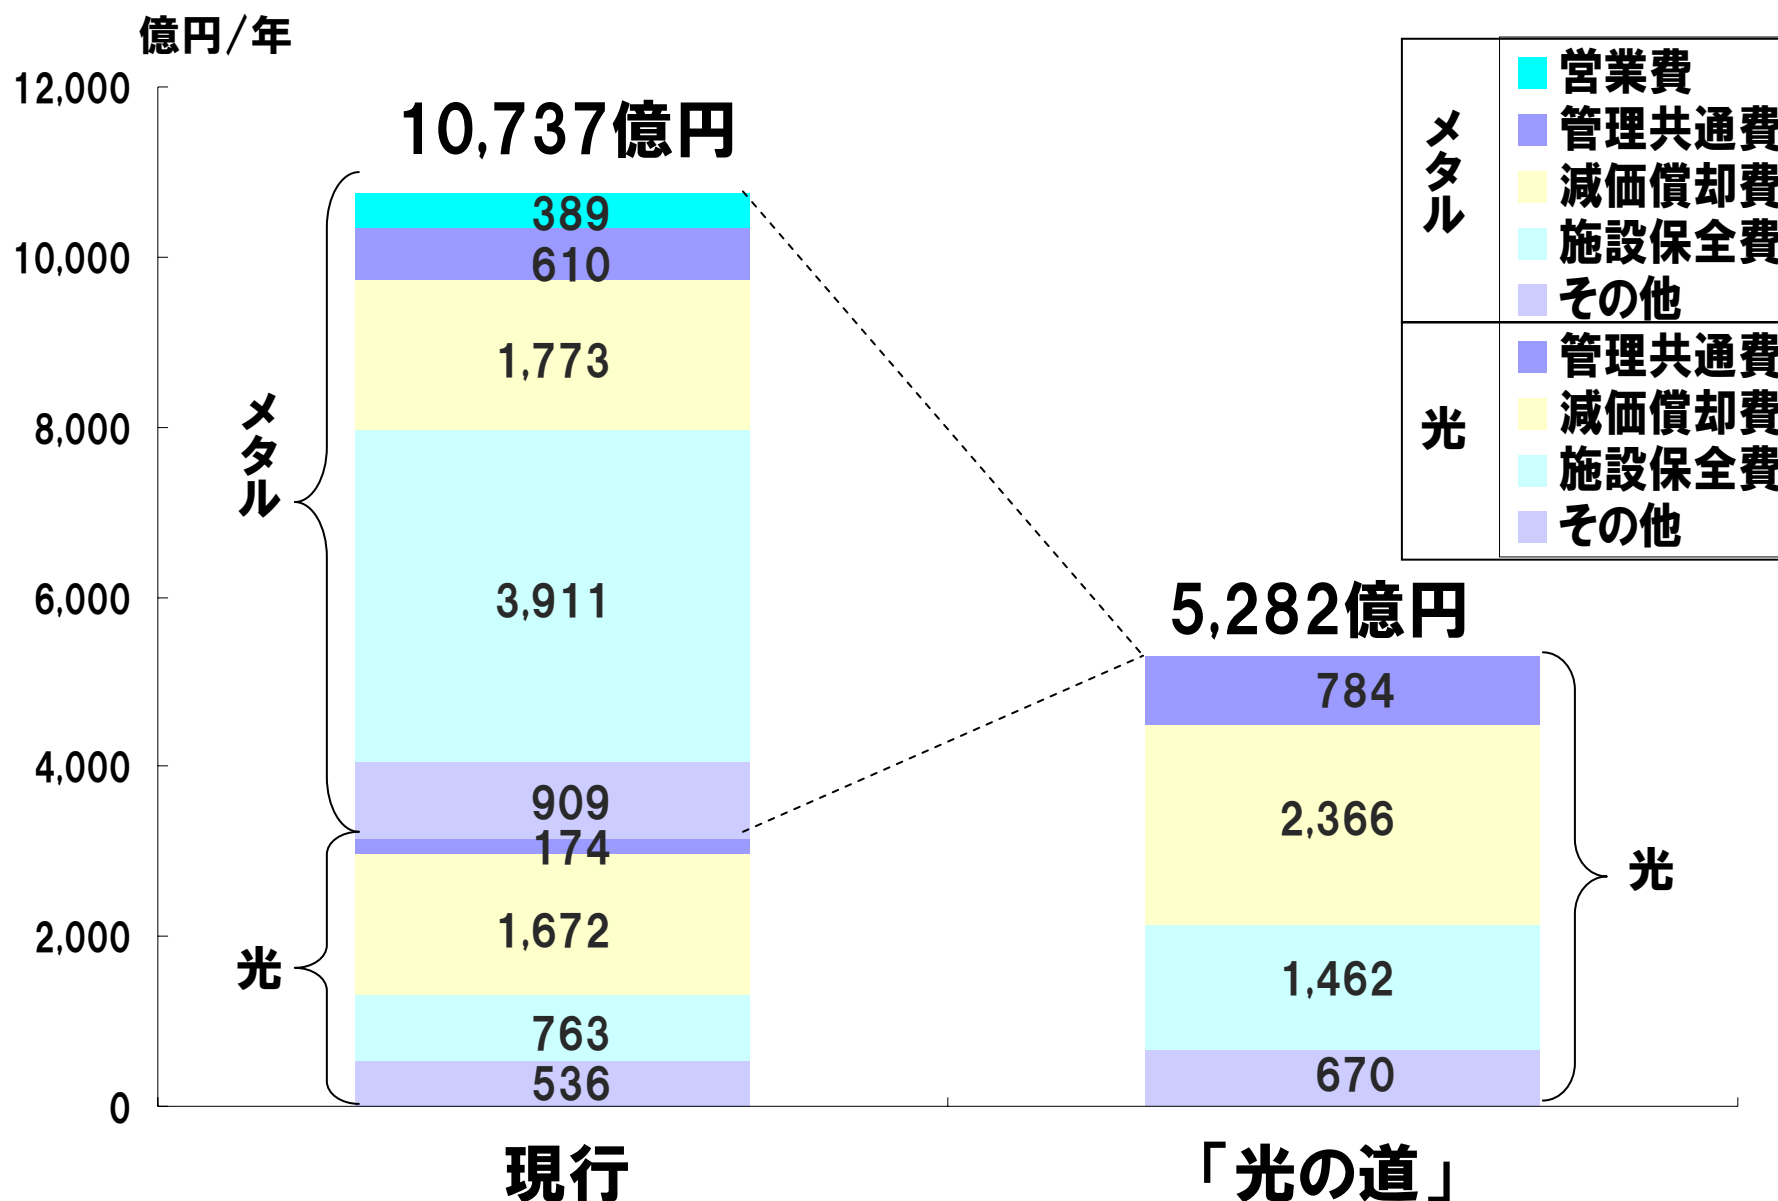 億円/年
12,000
10,000
8,000
6,000
4,000
2,000
0
10,737億円
389
610
1,773
3,911
909
174
1,672
763
536
メタル
光
現行
5,282億円
784
2,366
1,462
670
光
「光の道」
メタル
営業費
管理共通費
減価償却費
施設保全費
その他
光
管理共通費
減価償却費
施設保全費
その他